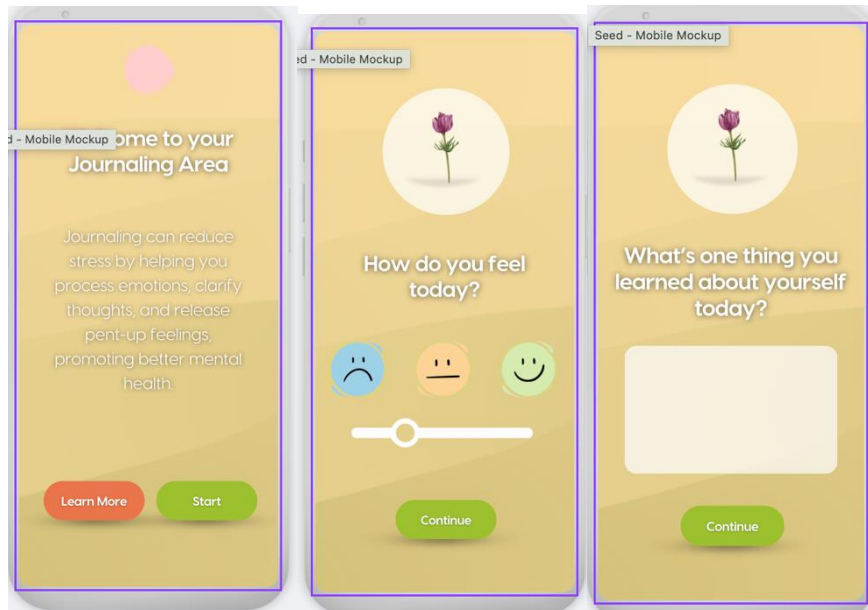 d - Mobile Mockup
ome to your
Journaling Area
Journaling can reduce
stress by helping you
process emotions, clarify
thoughts, and release
pent-up feelings,
promoting better mental
health.
Learn More
Start
ed - Mobile Mockup
How do you feel
today?
Continue
Seed - Mobile Mockup
What's one thing you
learned about yourself
today?
Continue